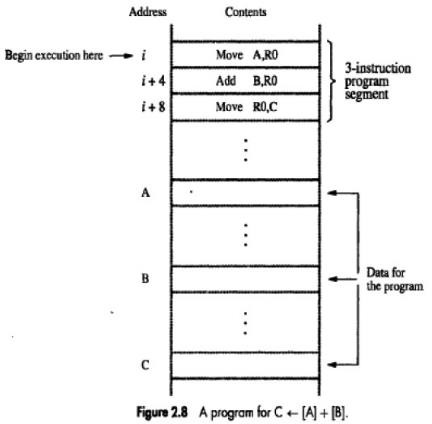 Address Contents
Begin execution here i Move A,R0
i + 4 Add B,R0
i + 8 Move R0,C
3-instruction
program
segment
A
B
Data for
the program
C
Figure 2.8 A program for C ← [A] + [B].